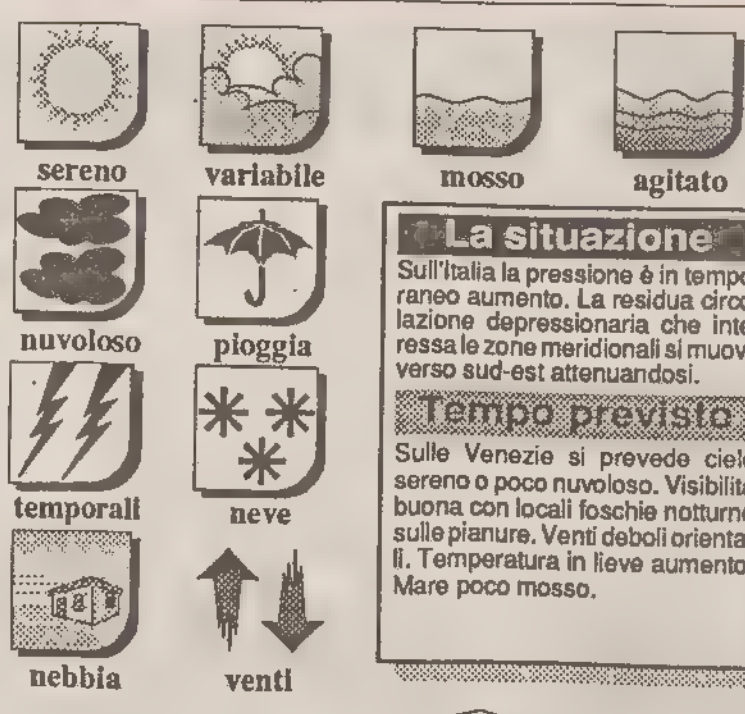 sereno
variabile
mosso
agitato
nuvoloso
pioggia
temporali
neve
nebbia
venti
La situazione
Sull'Italia la pressione è in tempo
raneo aumento. La residua circo
lazione depressionaria che inte
ressa le zone meridionali si muov
verso sud-est attenuandosi.
Tempo previsto
Sulle Venezie si prevede ciel
sereno o poco nuvoloso. Visibilit
buona con locali foschie notturn
sulle pianure. Venti deboli orienta
li. Temperatura in lieve aumento
Mare poco mosso.